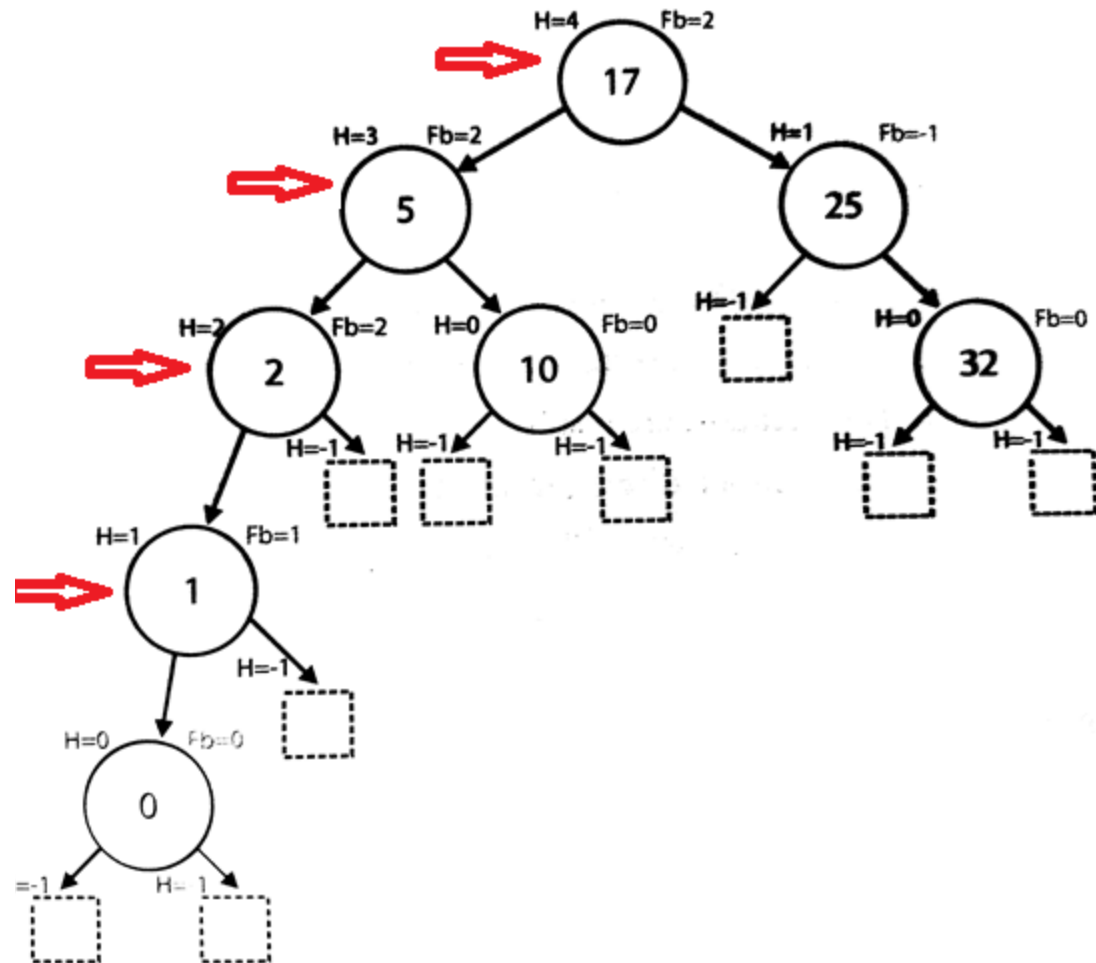 H=4 Fb=2
17
H=3 Fb=2
H=1 Fb=-1
5
25
H=2 Fb=2
H=0 Fb=0
H=-1
H=0 Fb=0
2
10
32
H=-1
H=-1
H=-1
H=-1
H=-1
H=1 Fb=1
1
H=-1
H=0 Fb=0
0
=-1
H=-1